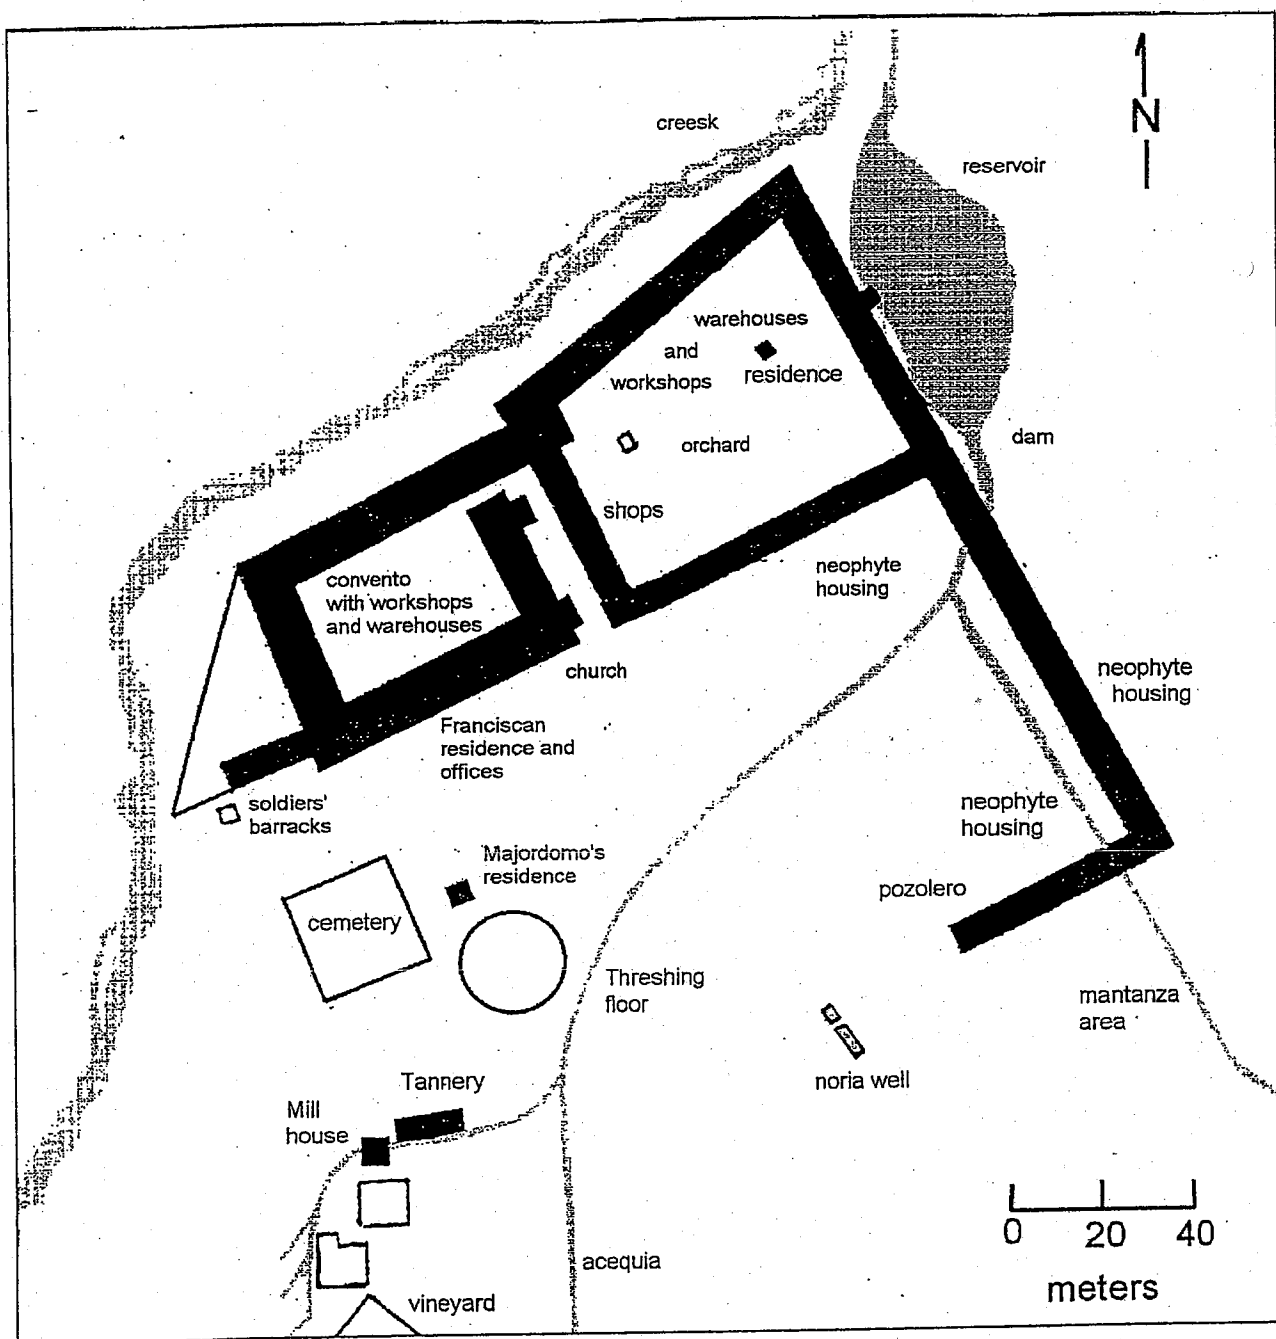 creesk
N
reservoir
warehouses
and
workshops
residence
orchard
dam
shops
convento
with workshops
and warehouses
neophyte
housing
church
neophyte
housing
Franciscan
residence and
offices
soldiers'
barracks
neophyte
housing
Majordomo's
residence
pozolero
cemetery
Threshing
floor
mantanza
area
noria well
Tannery
Mill
house
acequia
vineyard
0 20 40
meters